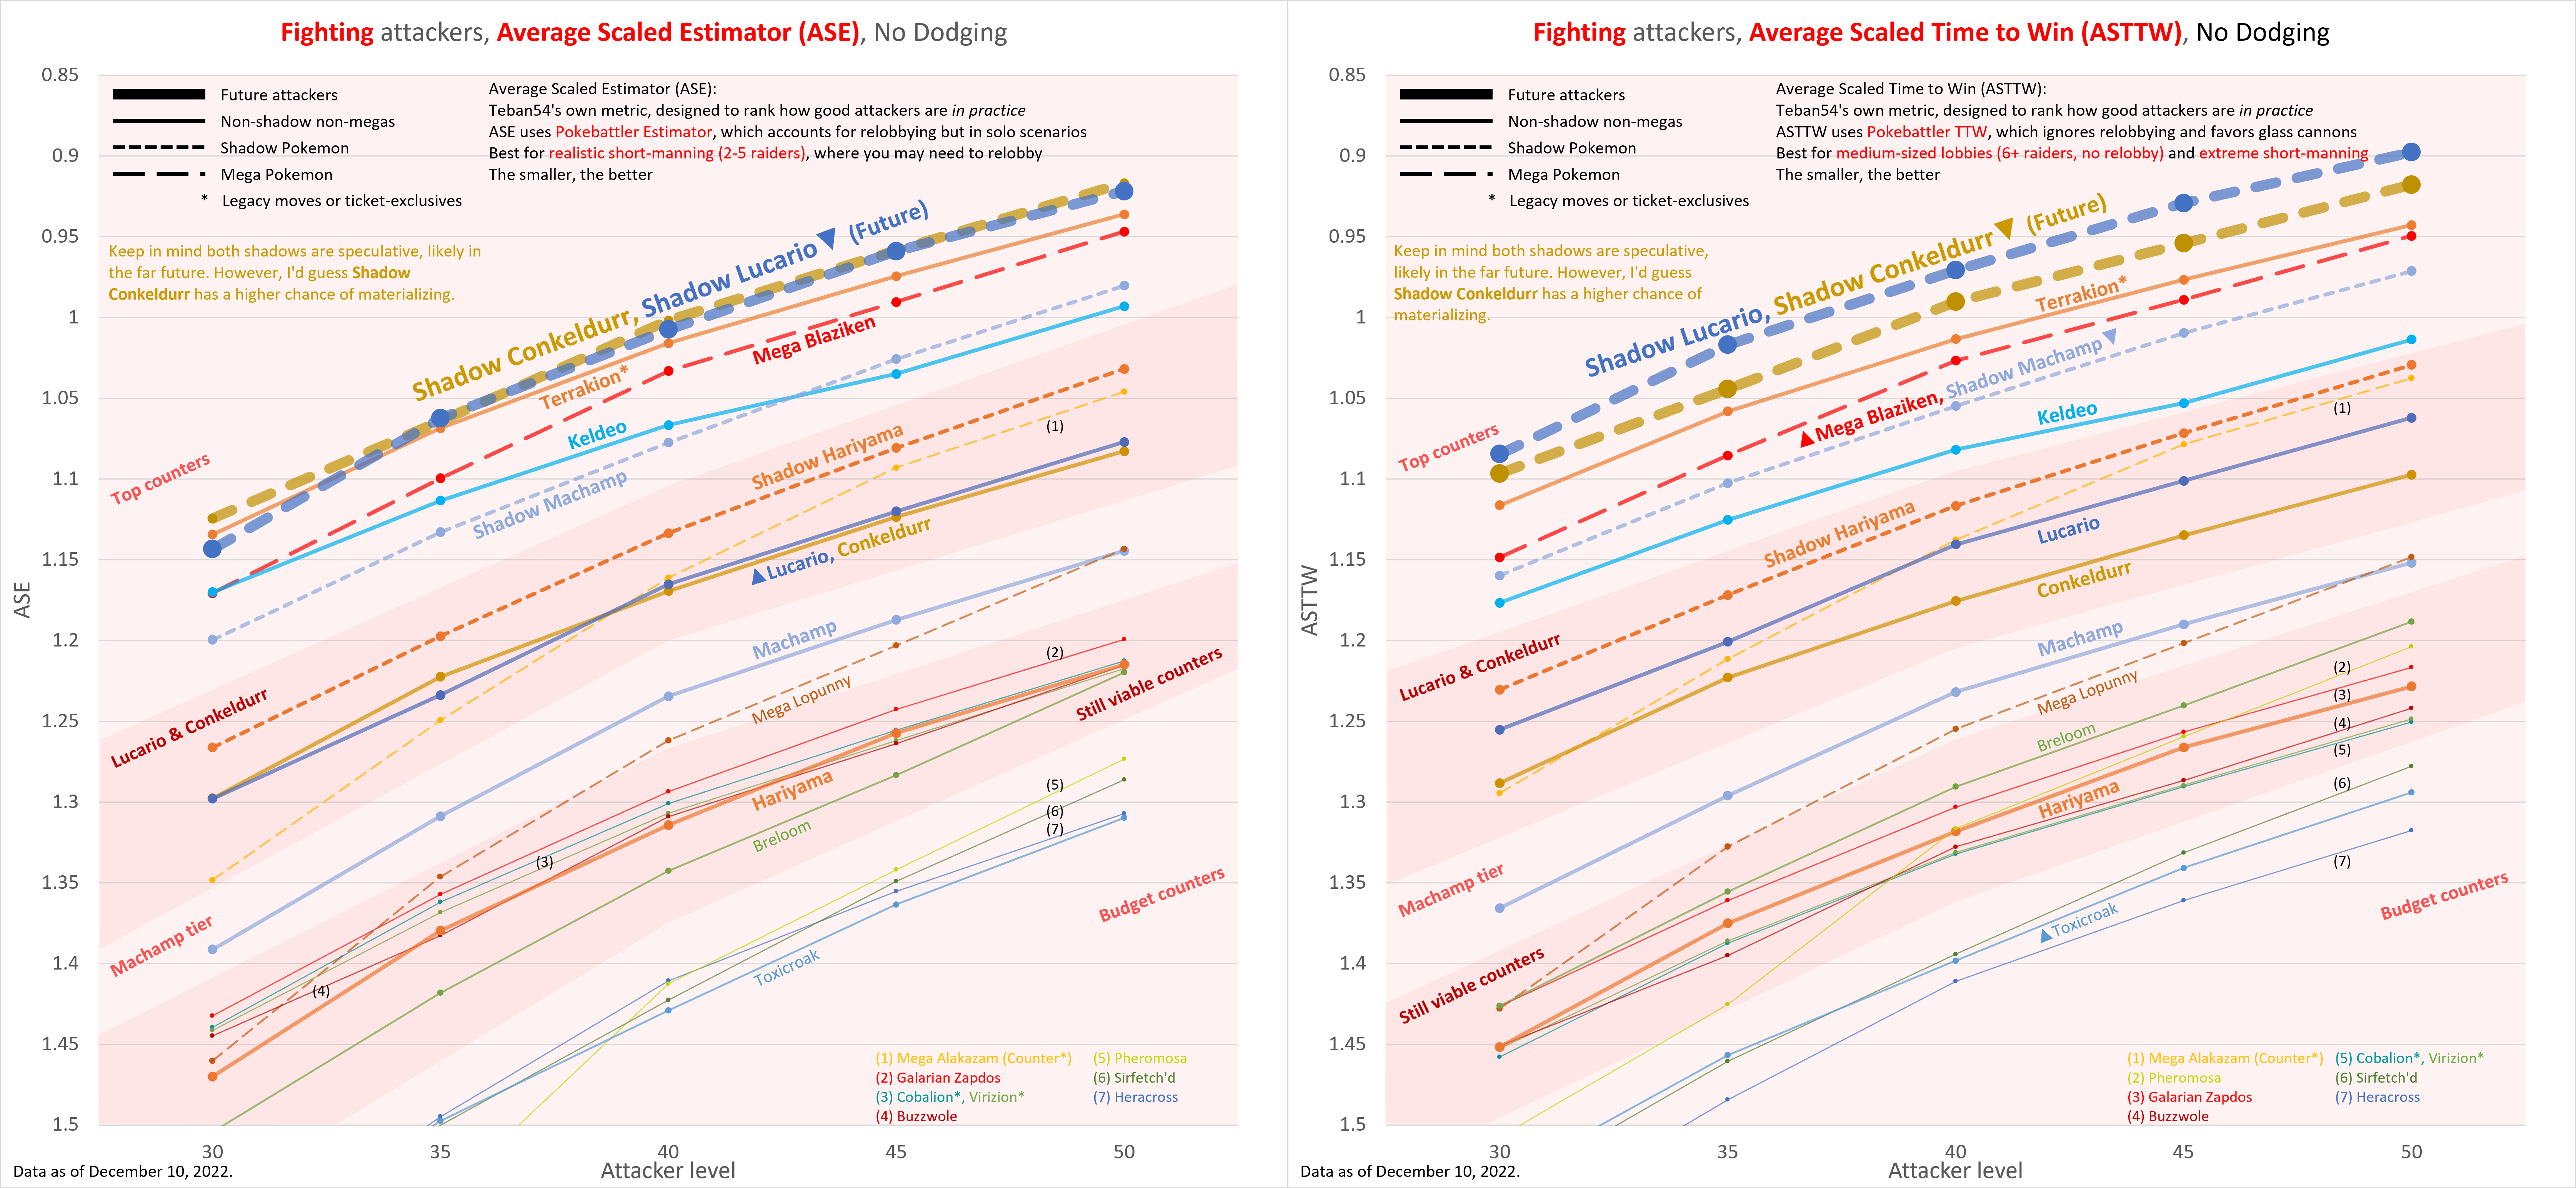 Fighting attackers, Average Scaled Estimator (ASE), No Dodging
Future attackers
Non-shadow non-megas
Shadow Pokemon
Mega Pokemon
* Legacy moves or ticket-exclusives
Average Scaled Estimator (ASE):
Teban54's own metric, designed to rank how good attackers are in practice
ASE uses Pokebattler Estimator, which accounts for relobbying but in solo scenarios
Best for realistic short-manning (2-5 raiders), where you may need to relobby
The smaller, the better
Keep in mind both shadows are speculative, likely in
the far future. However, I'd guess Shadow
Conkeldurr has a higher chance of materializing.
0.85
0.9
0.95
1
1.05
1.1
1.15
1.2
1.25
1.3
1.35
1.4
1.45
1.5
ASE
Shadow Conkeldurr, Shadow Lucario ▼ (Future)
Terrakion*
Mega Blaziken
Keldeo
Shadow Machamp
Shadow Hariyama
(1)
▲Lucario, Conkeldurr
Machamp
Mega Lopunny
(2)
Hariyama
Breloom
(3)
(4)
(5)
(6)
(7)
Toxicroak
Top counters
Lucario & Conkeldurr
Machamp tier
Still viable counters
Budget counters
(1) Mega Alakazam (Counter*)
(2) Galarian Zapdos
(3) Cobalion*, Virizion*
(4) Buzzwole
(5) Pheromosa
(6) Sirfetch'd
(7) Heracross
30 35 40 45 50
Attacker level
Data as of December 10, 2022.
Fighting attackers, Average Scaled Time to Win (ASTTW), No Dodging
Future attackers
Non-shadow non-megas
Shadow Pokemon
Mega Pokemon
* Legacy moves or ticket-exclusives
Average Scaled Time to Win (ASTTW):
Teban54's own metric, designed to rank how good attackers are in practice
ASTTW uses Pokebattler TTW, which ignores relobbying and favors glass cannons
Best for medium-sized lobbies (6+ raiders, no relobby) and extreme short-manning
The smaller, the better
Keep in mind both shadows are speculative,
likely in the far future. However, I'd guess
Shadow Conkeldurr has a higher chance of
materializing.
0.85
0.9
0.95
1
1.05
1.1
1.15
1.2
1.25
1.3
1.35
1.4
1.45
1.5
ASTTW
Shadow Lucario, Shadow Conkeldurr ▼ (Future)
Terrakion*
▲Mega Blaziken, Shadow Machamp ▼
Keldeo
(1)
Shadow Hariyama
Lucario
Conkeldurr
Machamp
Mega Lopunny
Breloom
(2)
(3)
(4)
(5)
(6)
Hariyama
(7)
▲Toxicroak
Top counters
Lucario & Conkeldurr
Machamp tier
Still viable counters
Budget counters
(1) Mega Alakazam (Counter*)
(2) Pheromosa
(3) Galarian Zapdos
(4) Buzzwole
(5) Cobalion*, Virizion*
(6) Sirfetch'd
(7) Heracross
30 35 40 45 50
Attacker level
Data as of December 10, 2022.